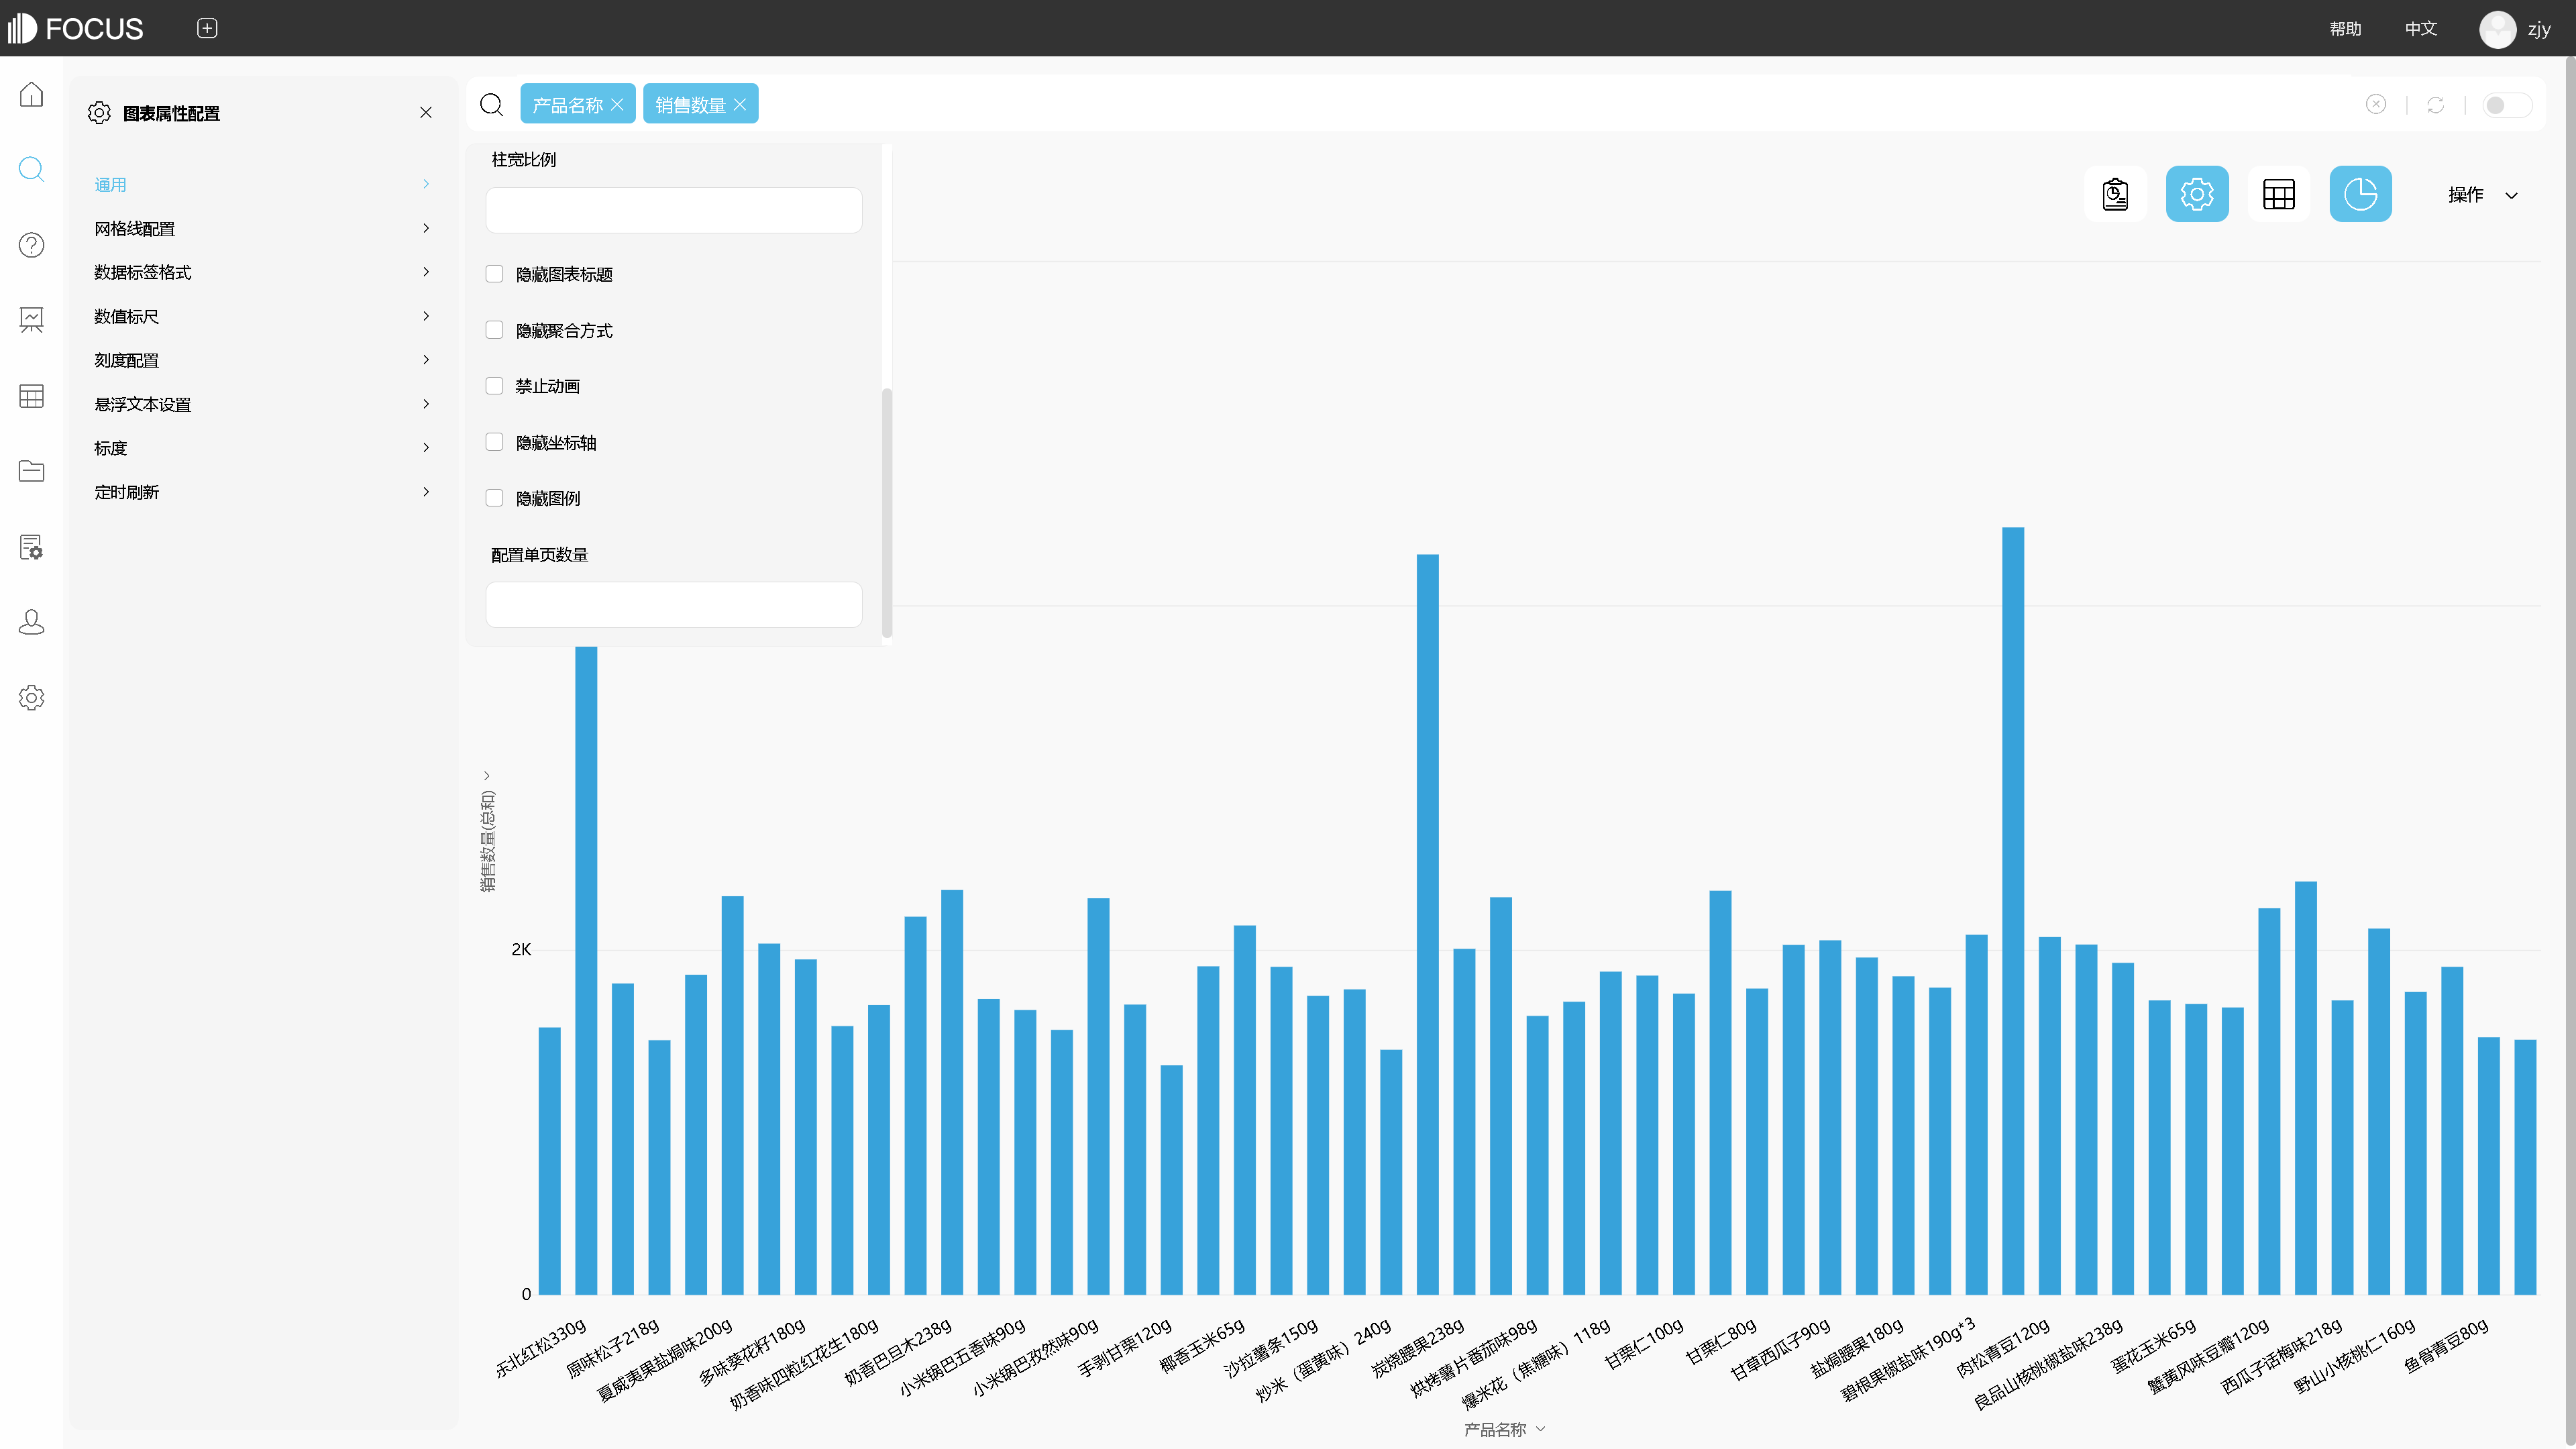 FOCUS
帮助
中文
zjy
图表属性配置
通用
网格线配置
数据标签格式
数值标尺
刻度配置
悬浮文本设置
标度
定时刷新
产品名称
销售数量
操作
柱宽比例
隐藏图表标题
隐藏聚合方式
禁止动画
隐藏坐标轴
隐藏图例
配置单页数量
销售数量(总和)
2K
0
东北红松330g
原味松子218g
夏威夷果盐焗味200g
多味葵花籽180g
奶香味四粒红花生180g
奶香巴旦木238g
小米锅巴五香味90g
小米锅巴孜然味90g
手剥甘栗120g
椰香玉米65g
沙拉薯条150g
炒米（蛋黄味）240g
炭烧腰果238g
烘烤薯片番茄味98g
爆米花（焦糖味）118g
甘栗仁100g
甘栗仁80g
甘草西瓜子90g
盐焗腰果180g
碧根果椒盐味190g*3
肉松青豆120g
良品山核桃椒盐味238g
蛋花玉米65g
蟹黄风味豆瓣120g
西瓜子话梅味218g
野山小核桃仁160g
鱼骨青豆80g
产品名称